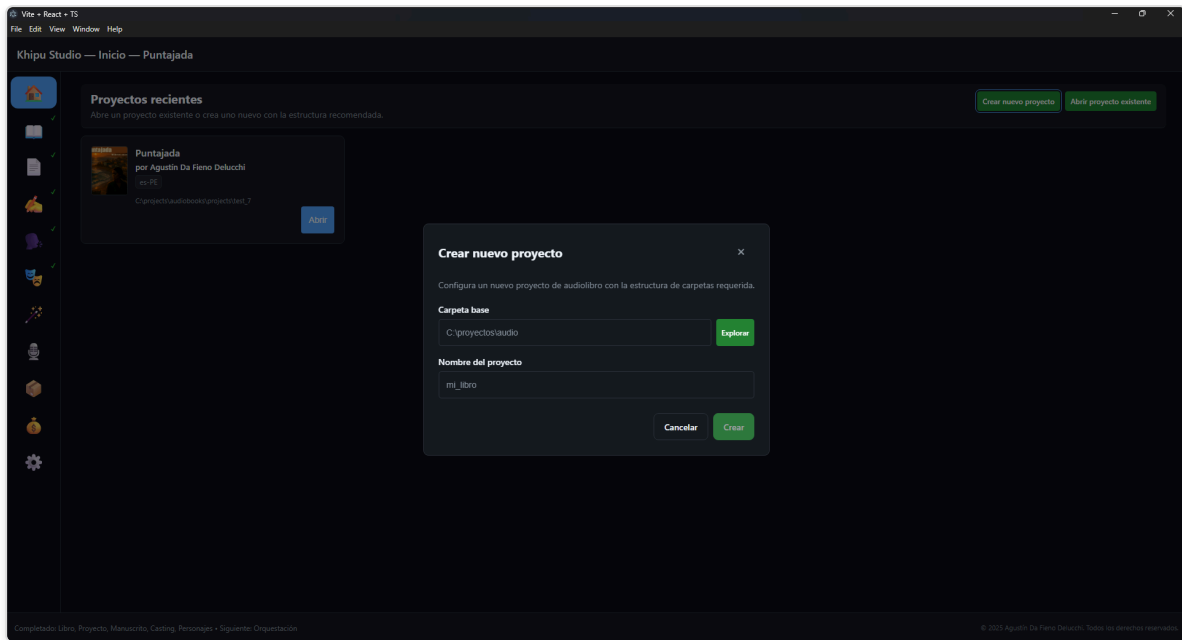 Vite + React + TS
File Edit View Window Help
Khipu Studio — Inicio — Puntajada
Proyectos recientes
Abre un proyecto existente o crea uno nuevo con la estructura recomendada.
Crear nuevo proyecto
Abrir proyecto existente
Puntajada
por Agustín Da Fieno Delucchi
es-PE
C:\projects\audiobooks\projects\test_7
Abrir
Crear nuevo proyecto
Configura un nuevo proyecto de audiolibro con la estructura de carpetas requerida.
Carpeta base
C:\proyectos\audio
Explorar
Nombre del proyecto
mi_libro
Cancelar
Crear
Completado: Libro, Proyecto, Manuscrito, Casting, Personajes • Siguiente: Orquestación
© 2025 Agustín Da Fieno Delucchi. Todos los derechos reservados.